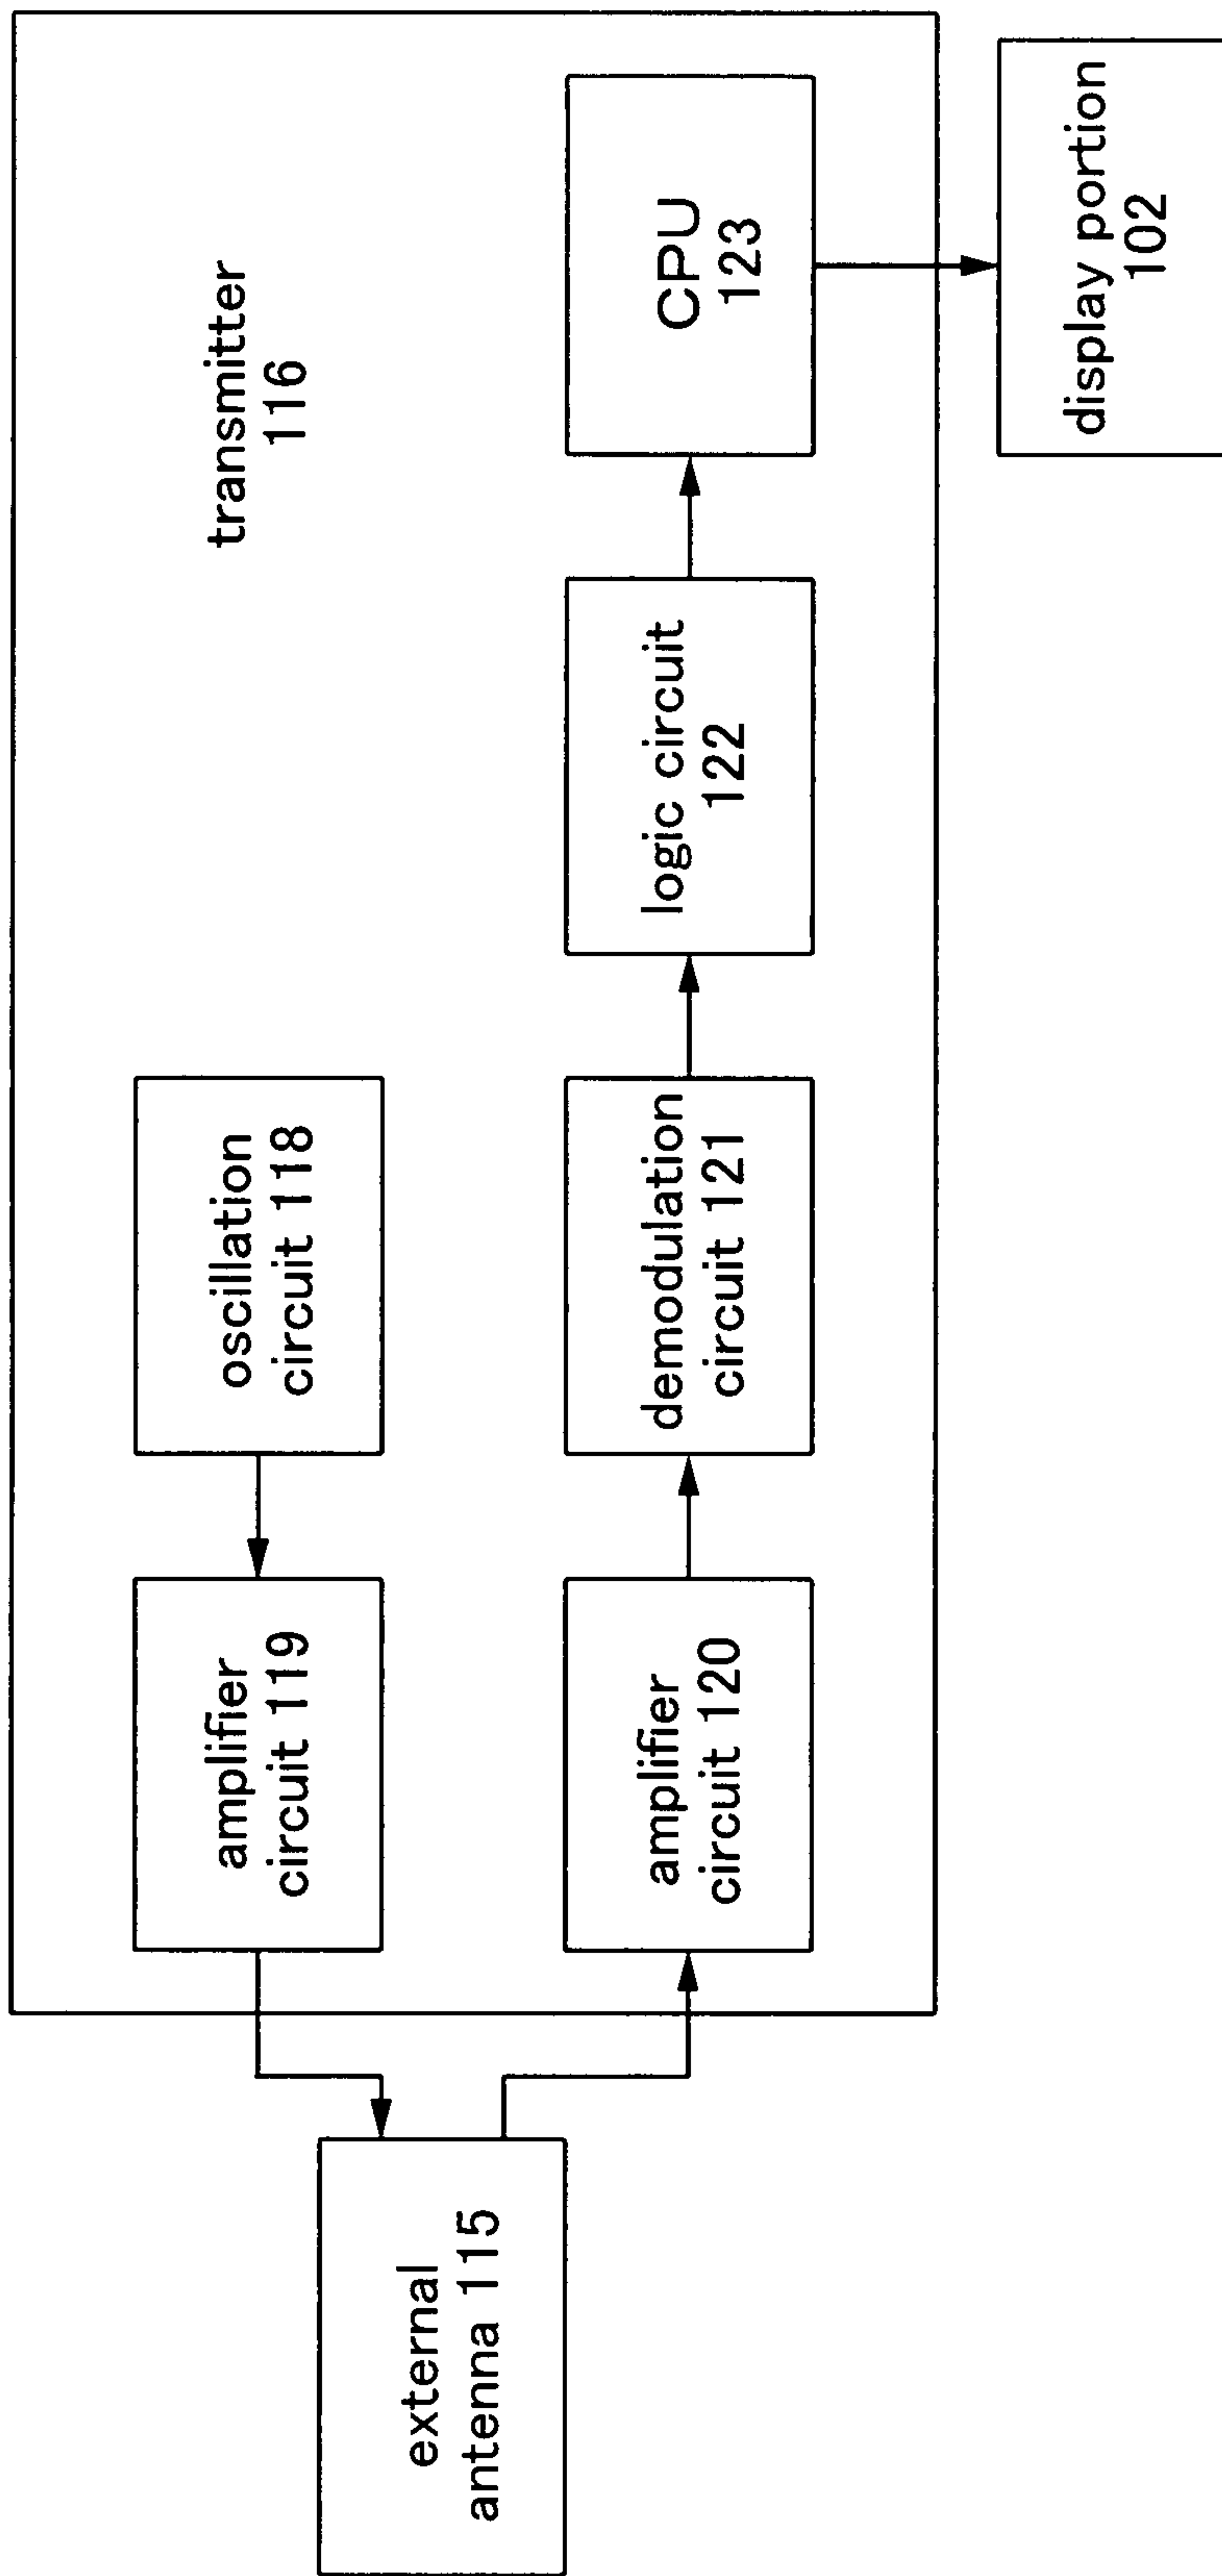 transmitter
116
oscillation
circuit 118
amplifier
circuit 119
external
antenna 115
amplifier
circuit 120
demodulation
circuit 121
logic circuit
122
CPU
123
display portion
102